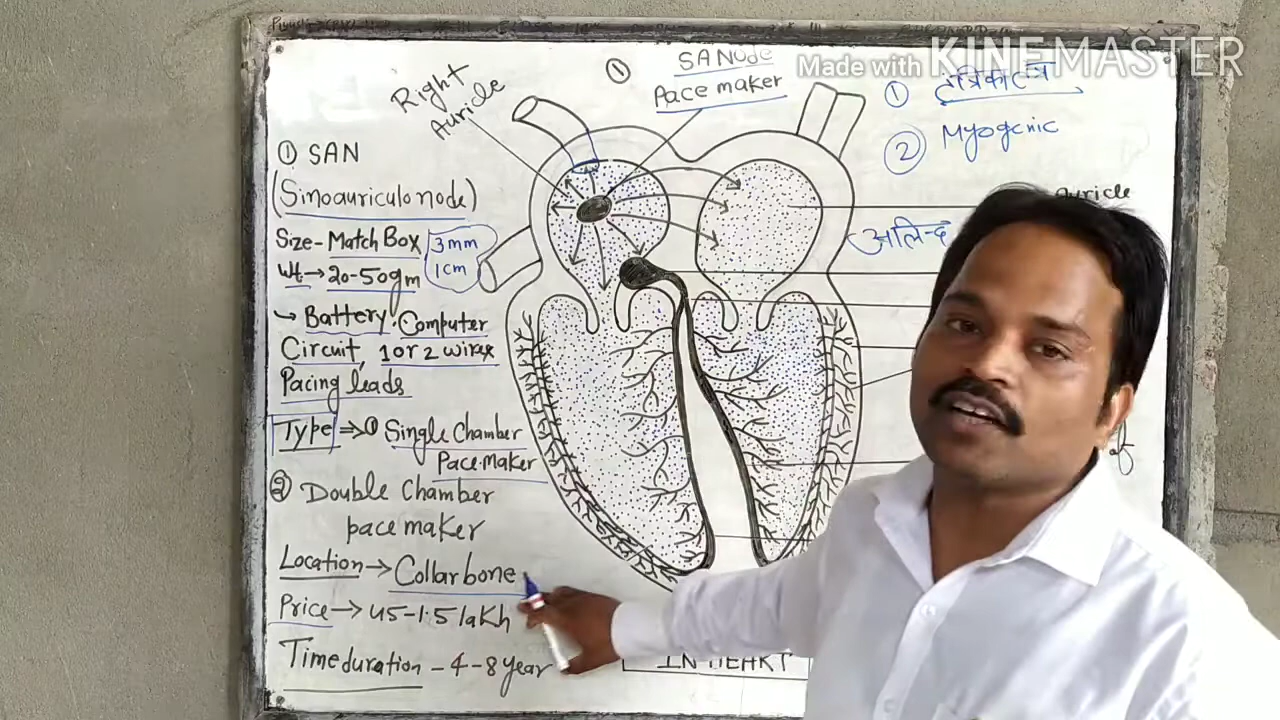 Made with KINEMASTER
① SANode
Pace maker
Right
Auricle
① तंत्रिकातंत्र
② Myogenic
① SAN
(Sinoauriculo node)
Size - Match Box
3mm
1cm
Wt. → 20-50gm
→ Battery. Computer
Circuit, 1 or 2 wires
Pacing leads
Type ⇒ ① Single Chamber
Pace.maker
② Double Chamber
pace maker
Location → Collar bone
Price → 45-1.5 lakh
Time duration - 4-8 year
Auricle
अलिन्द
of
IN HEART